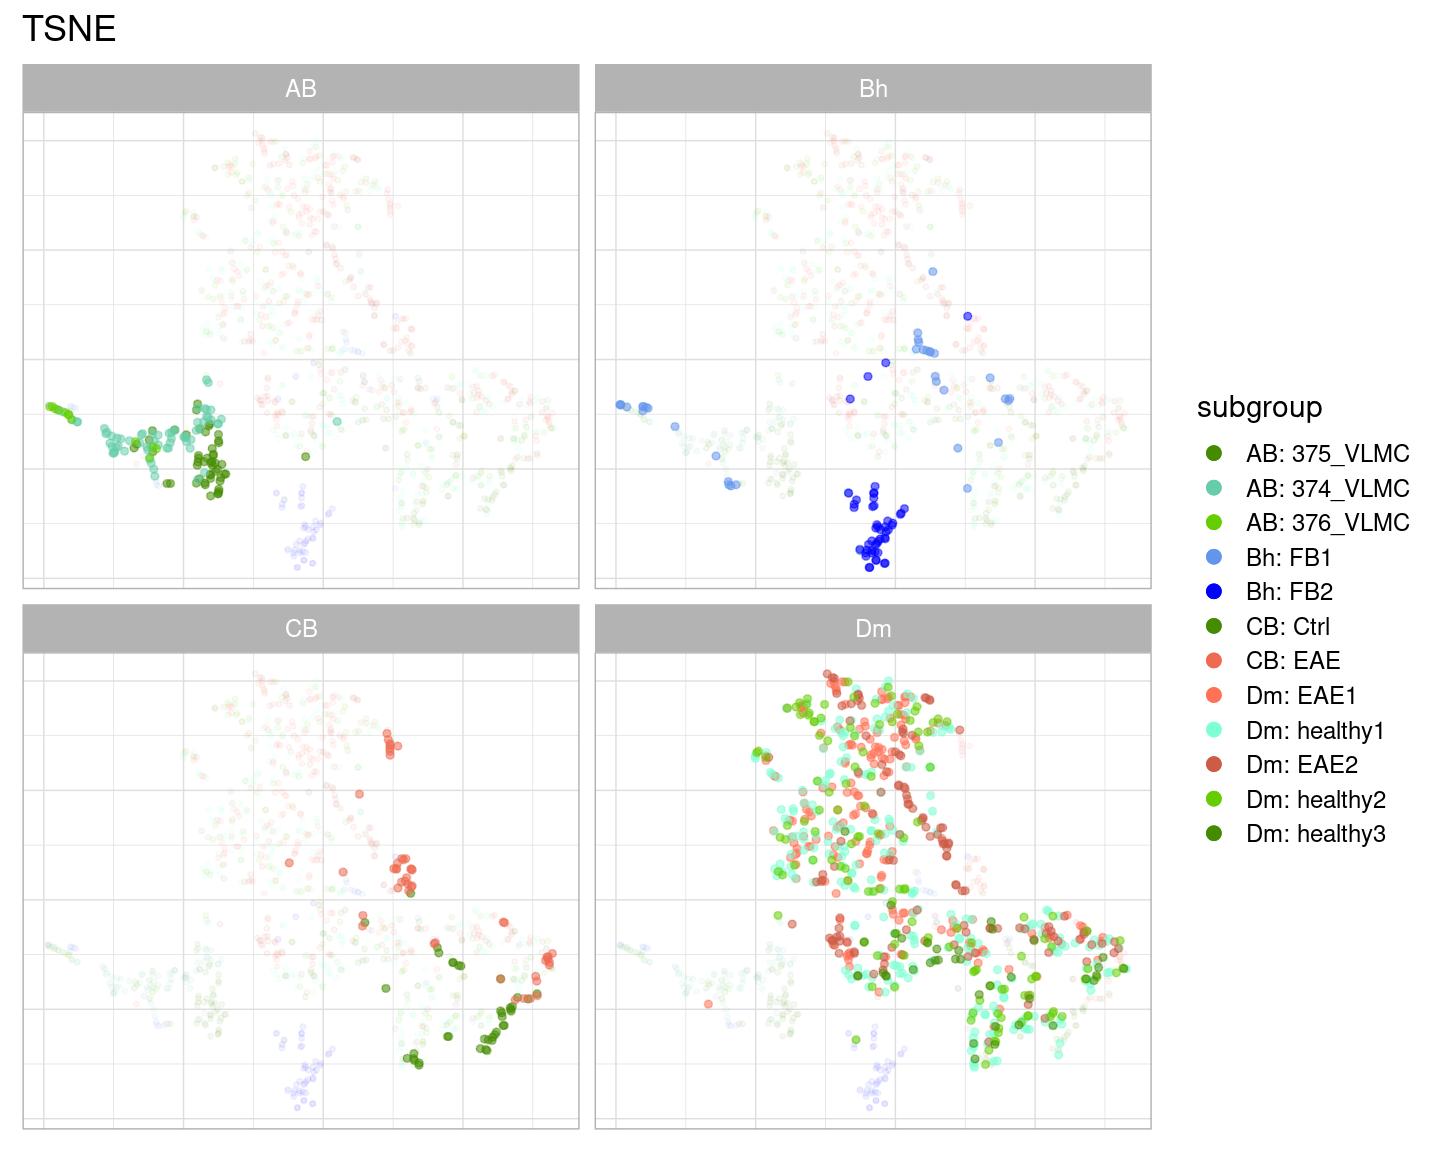 TSNE
AB
Bh
CB
Dm
subgroup
AB: 375_VLMC
AB: 374_VLMC
AB: 376_VLMC
Bh: FB1
Bh: FB2
CB: Ctrl
CB: EAE
Dm: EAE1
Dm: healthy1
Dm: EAE2
Dm: healthy2
Dm: healthy3